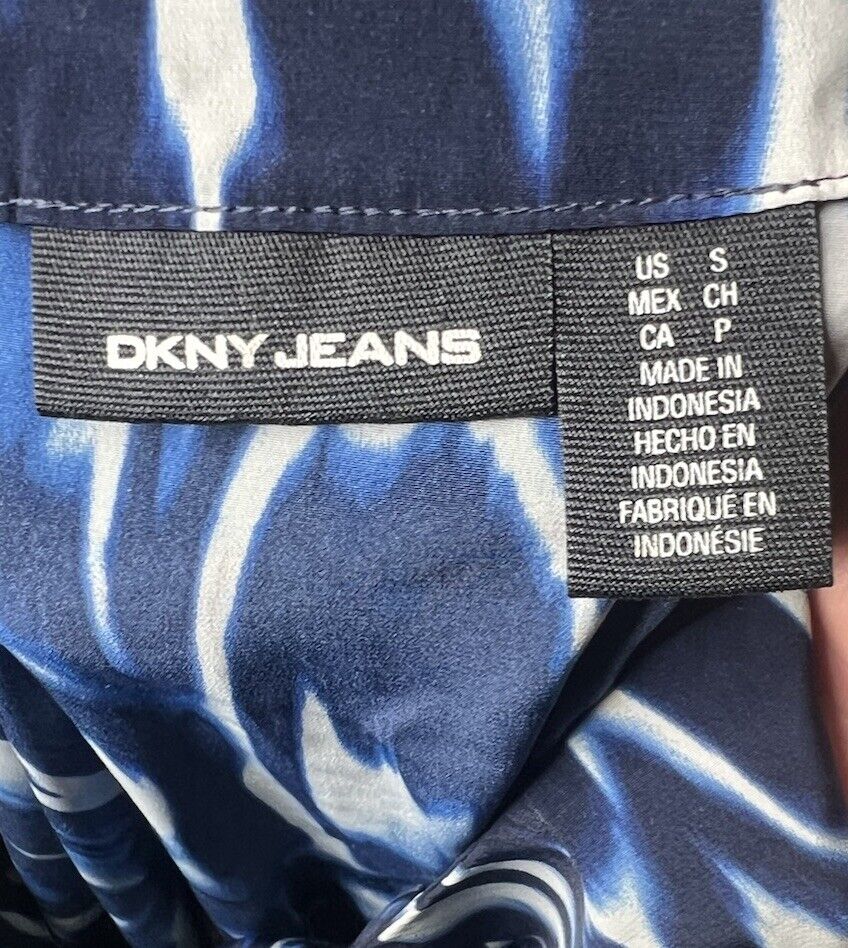 DKNY JEANS
US S
MEX CH
CA P
MADE IN
INDONESIA
HECHO EN
INDONESIA
FABRIQUÉ EN
INDONÉSIE